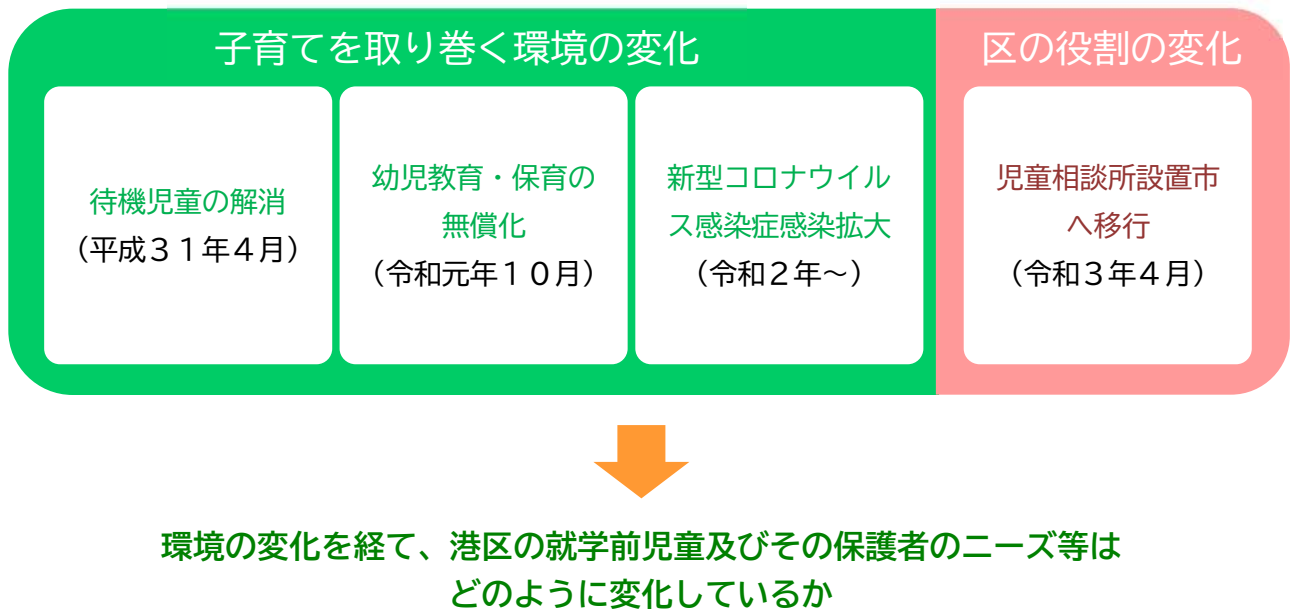 子育てを取り巻く環境の変化
区の役割の変化
待機児童の解消
（平成３１年４月）
幼児教育・保育の
無償化
（令和元年１０月）
新型コロナウイル
ス感染症感染拡大
（令和２年～）
児童相談所設置市
へ移行
（令和３年４月）
環境の変化を経て、港区の就学前児童及びその保護者のニーズ等は
どのように変化しているか